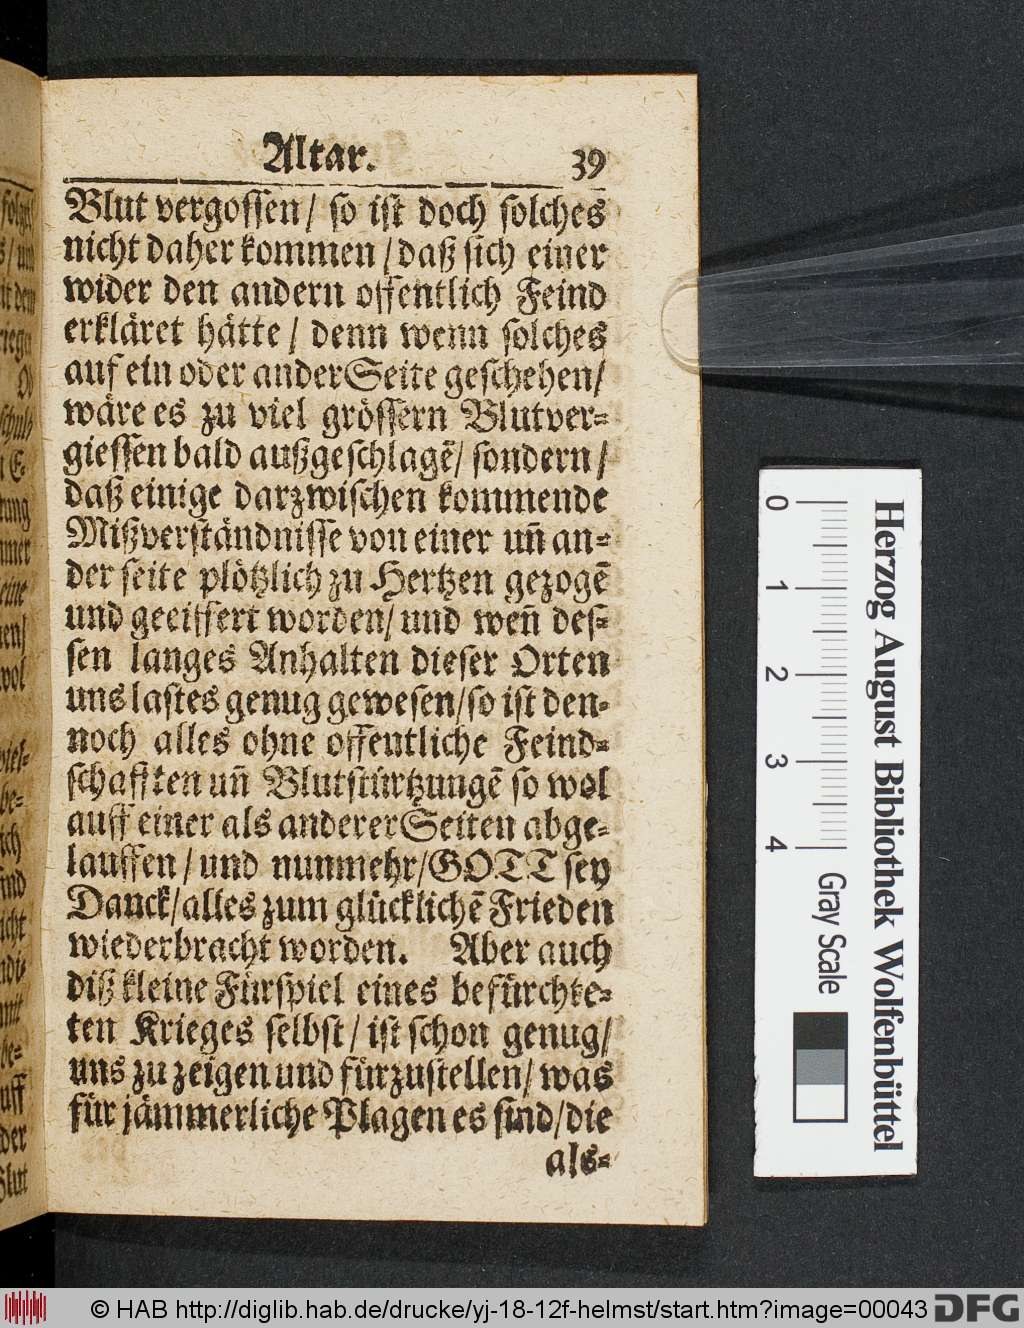 Altar. 39
Blut vergossen / so ist doch solches
nicht daher kommen / daß sich einer
wider den andern offentlich Feind
erkläret hätte / denn wenn solches
auf ein oder ander Seite geschehen /
wäre es zu viel grössern Blutver=
giessen bald außgeschlagē / sondern /
daß einige darzwischen kommende
Mißverständnisse von einer uñ an=
der seite plötzlich zu Hertzen gezogē
und geeiffert worden / und weñ des=
sen langes Anhalten dieser Orten
uns lastes genug gewesen / so ist den=
noch alles ohne offentliche Feind=
schafften uñ Blutstürtzungē so wol
auff einer als anderer Seiten abge=
lauffen / und nunmehr / GOTT sey
Danck / alles zum glücklichē Frieden
wiederbracht worden. Aber auch
diß kleine Fürspiel eines befürchte=
ten Krieges selbst / ist schon genug /
uns zu zeigen und fürzustellen / was
für jämmerliche Plagen es sind / die
als=
Herzog August Bibliothek Wolfenbüttel
0 1 2 3 4 Gray Scale
© HAB http://diglib.hab.de/drucke/yj-18-12f-helmst/start.htm?image=00043 DFG